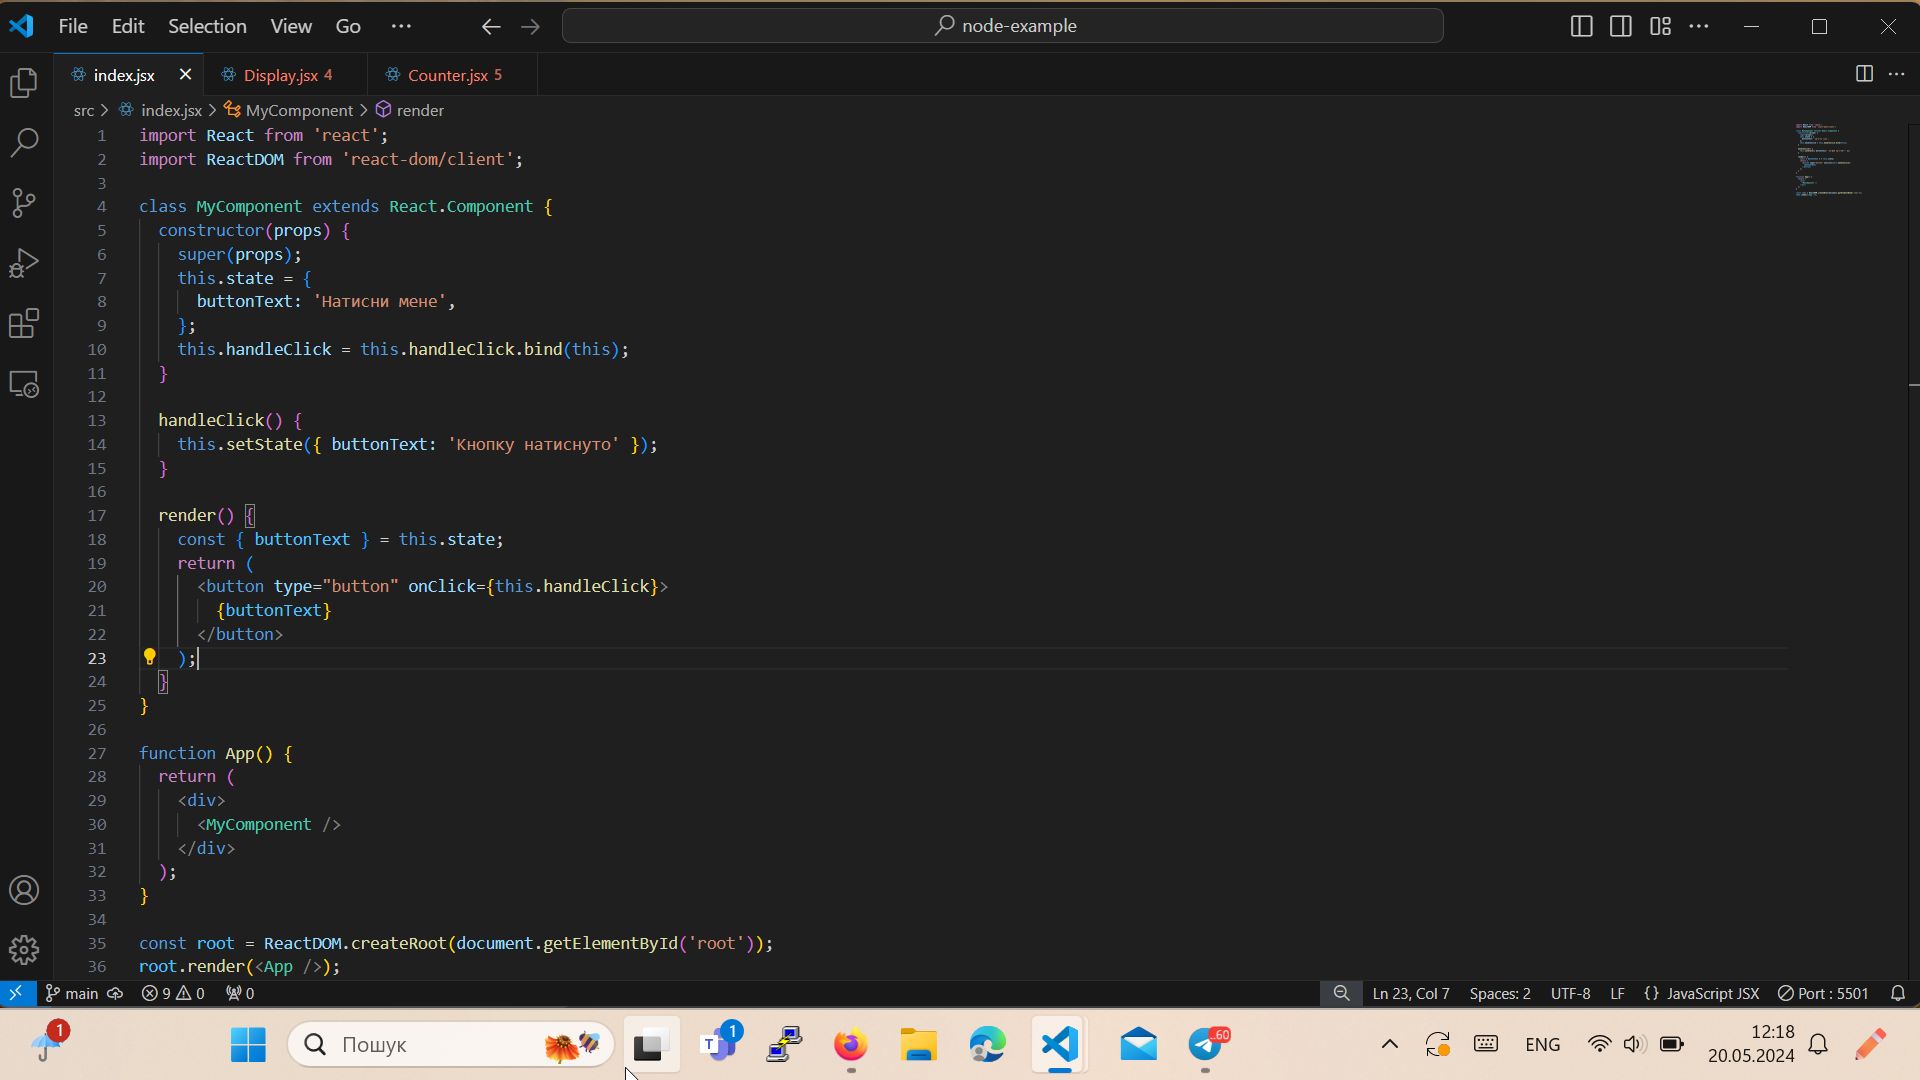 File Edit Selection View Go ··· node-example
index.jsx Display.jsx 4 Counter.jsx 5
src > index.jsx > MyComponent > render
1 import React from 'react';
2 import ReactDOM from 'react-dom/client';
3
4 class MyComponent extends React.Component {
5 constructor(props) {
6 super(props);
7 this.state = {
8 buttonText: 'Натисни мене',
9 };
10 this.handleClick = this.handleClick.bind(this);
11 }
12
13 handleClick() {
14 this.setState({ buttonText: 'Кнопку натиснуто' });
15 }
16
17 render() {
18 const { buttonText } = this.state;
19 return (
20 <button type="button" onClick={this.handleClick}>
21 {buttonText}
22 </button>
23 );
24 }
25 }
26
27 function App() {
28 return (
29 <div>
30 <MyComponent />
31 </div>
32 );
33 }
34
35 const root = ReactDOM.createRoot(document.getElementById('root'));
36 root.render(<App />);
main 9 0 0 Ln 23, Col 7 Spaces: 2 UTF-8 LF {} JavaScript JSX Port : 5501
1 Пошук T 1 ..60 ENG 12:18
20.05.2024